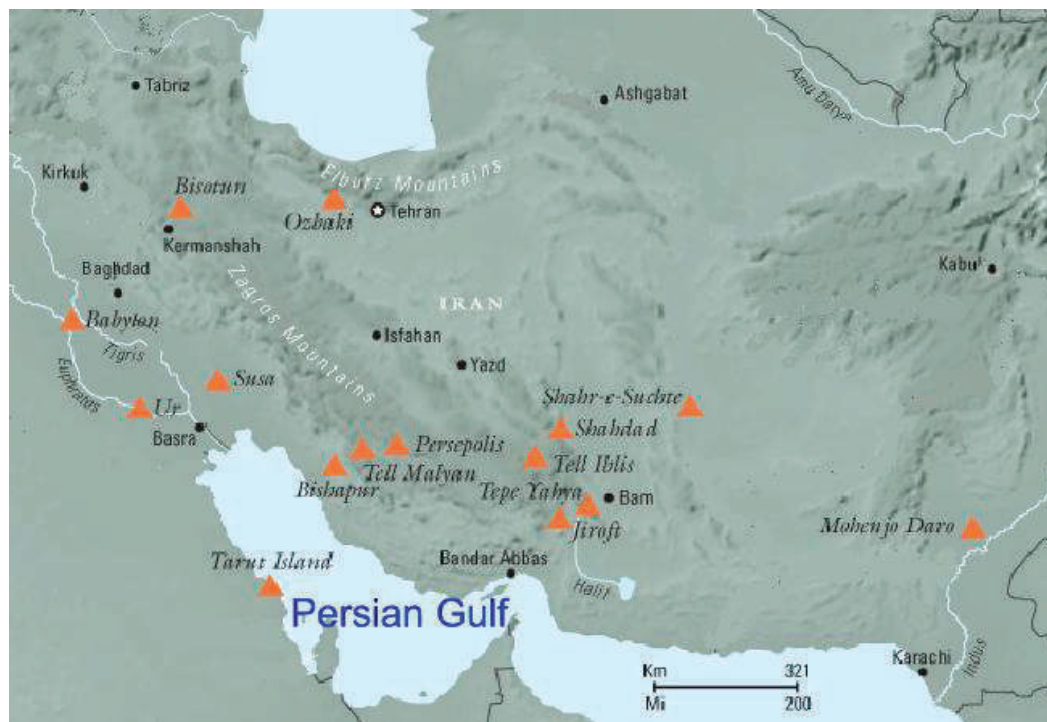 Tabriz
Ashgabat
Amu Darya
Kirkuk
Elburz Mountains
Bisotun
Ozbaki
Tehran
Kermanshah
Kabul
Baghdad
Zagros Mountains
IRAN
Babylon
Isfahan
Tigris
Yazd
Euphrates
Susa
Shahr-e-Suchte
Ur
Shahdad
Basra
Persepolis
Tell Malyan
Tell Iblis
Bishapur
Tepe Yahya
Bam
Jiroft
Mohenjo Daro
Tarut Island
Bandar Abbas
Halil
Persian Gulf
Karachi
Indus
Km 321
Mi 200